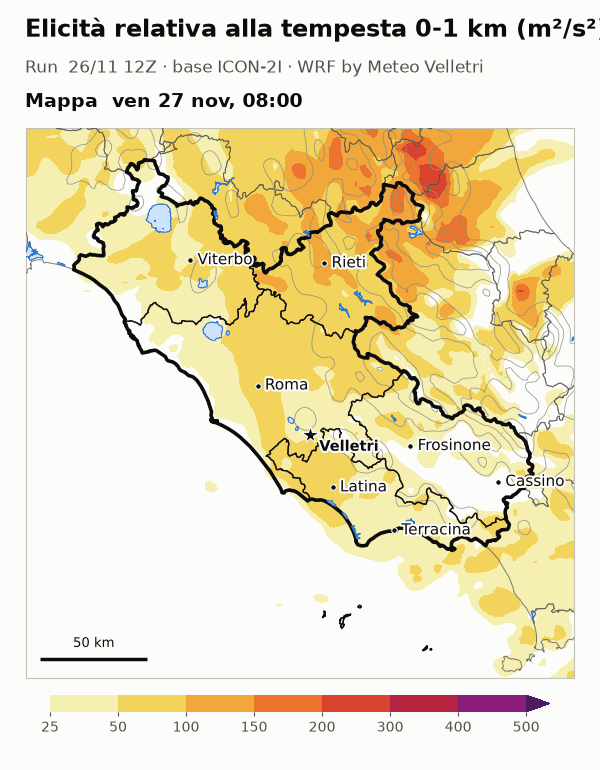 Elicità relativa alla tempesta 0-1 km (m²/s²)
Run  26/11 12Z · base ICON-2I · WRF by Meteo Velletri
Mappa  ven 27 nov, 08:00
Viterbo
Rieti
Roma
Velletri
Frosinone
Cassino
Latina
Terracina
50 km
25 50 100 150 200 300 400 500